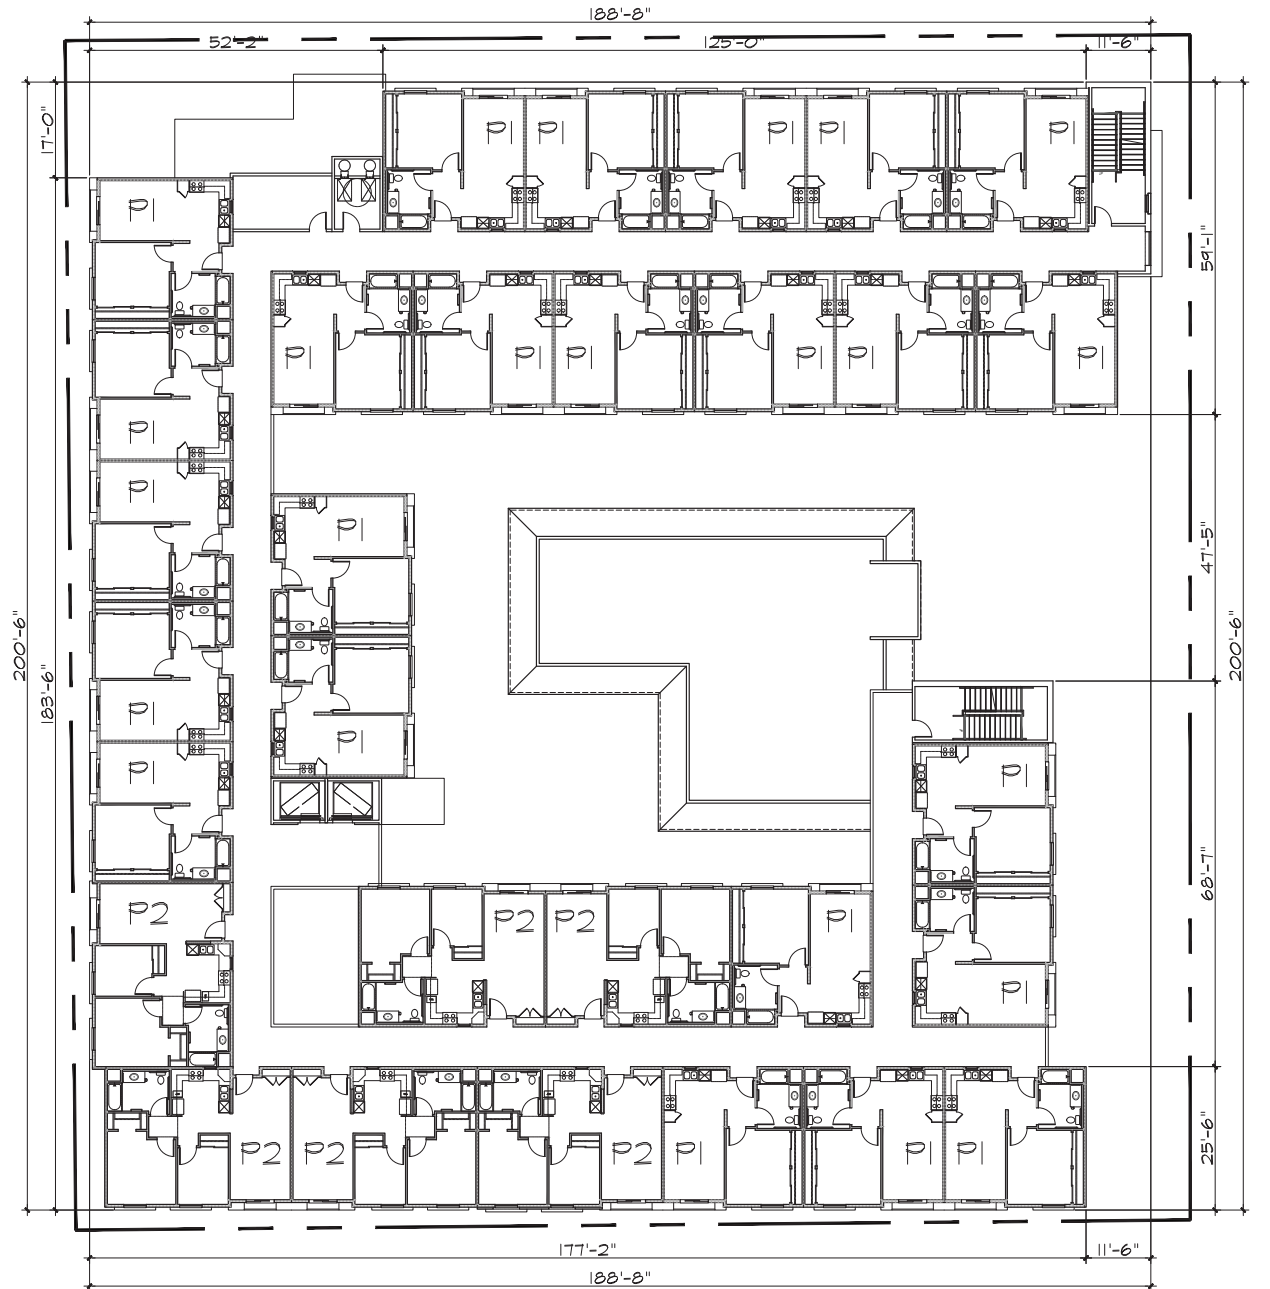 188'-8"
52'-2" 125'-0" 11'-6"
17'-0"
P1 P1 P1 P1 P1
P1
59'-1"
P1 P1 P1 P1 P1 P1
P1
P1
P1
47'-5"
200'-6"
183'-6"
200'-6"
P1
P1
P1
P1
68'-7"
P2
P2 P2 P1
P1
25'-6"
P2 P2 P2 P1 P1 P1
177'-2" 11'-6"
188'-8"